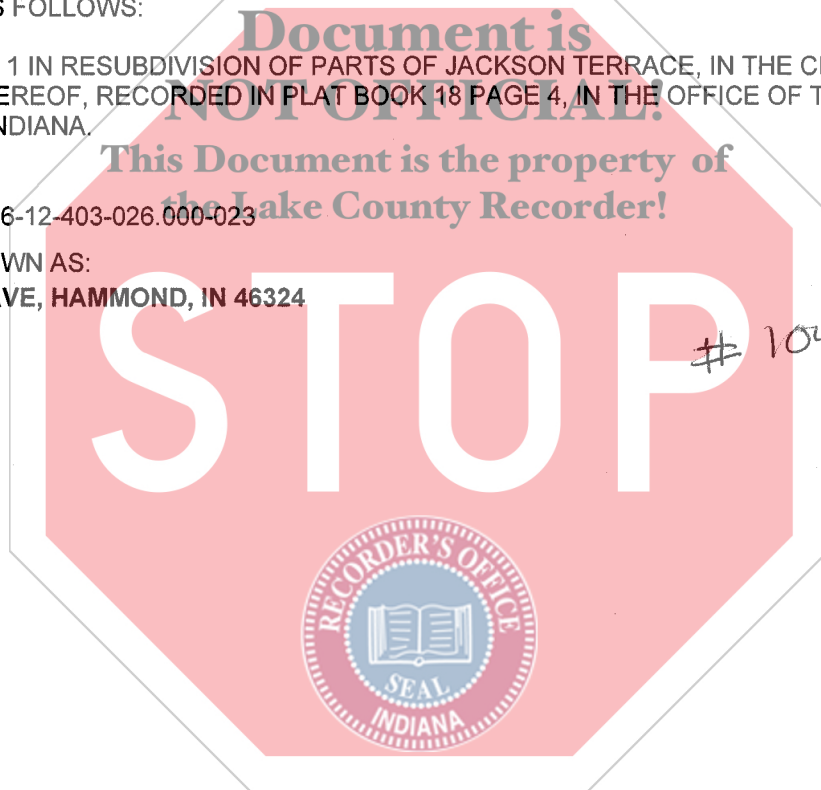 S FOLLOWS:
Document is
1 IN RESUBDIVISION OF PARTS OF JACKSON TERRACE, IN THE C
EREOF, RECORDED IN PLAT BOOK 18 PAGE 4, IN THE OFFICE OF T
NOT OFFICIAL!
NDIANA.
This Document is the property of
the Lake County Recorder!
6-12-403-026.000-023
WN AS:
AVE, HAMMOND, IN 46324
# 104
STOP
RECORDER'S OFFICE
SEAL
INDIANA